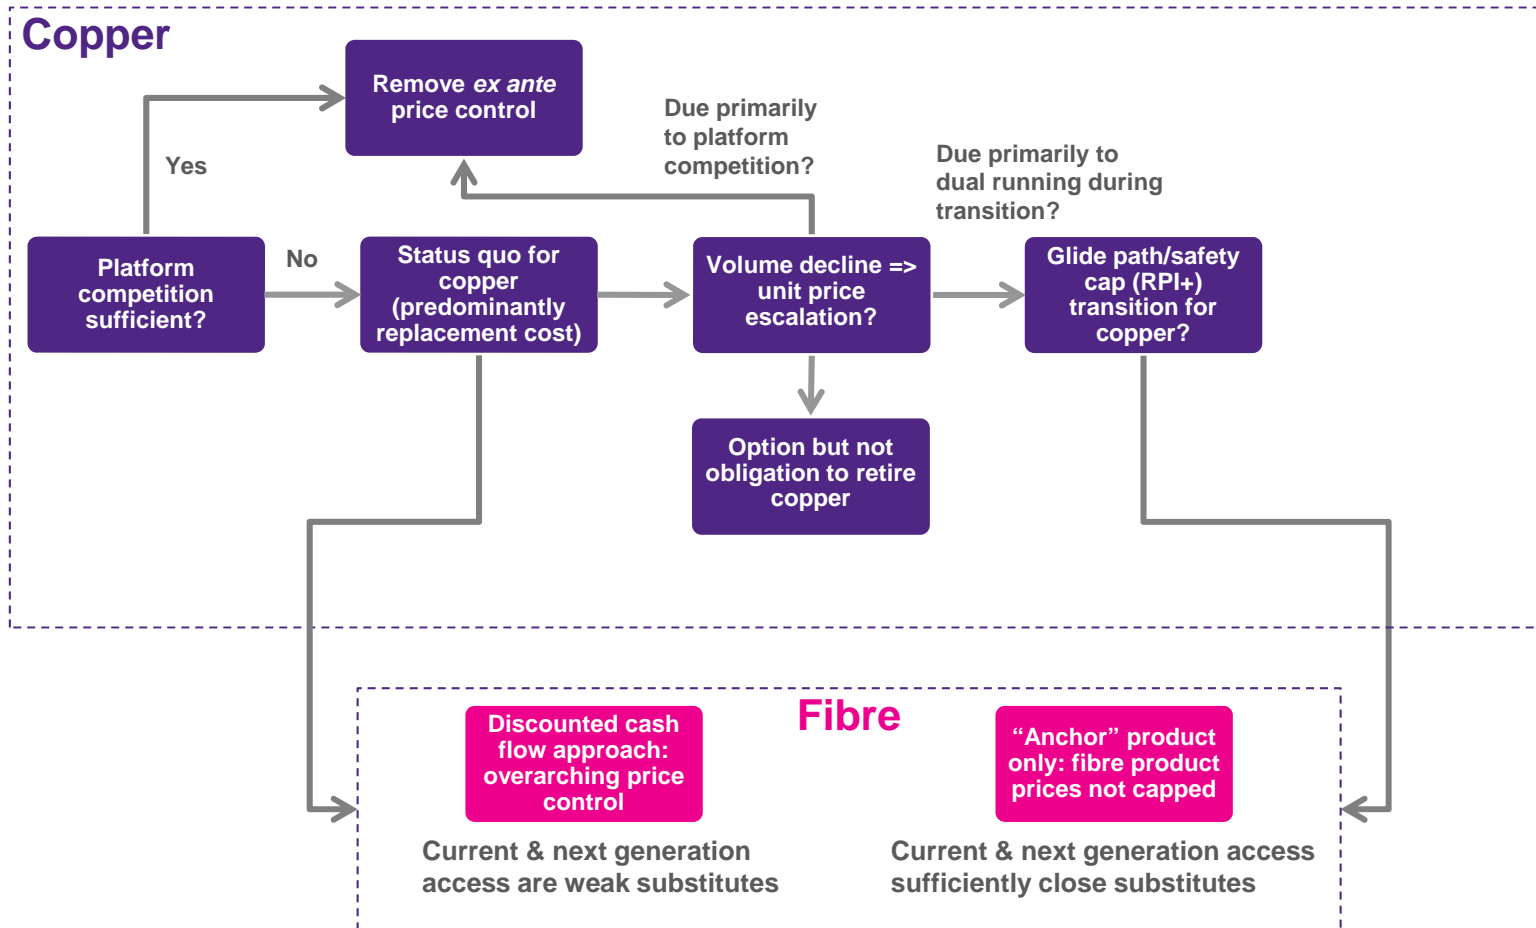 Copper
Remove ex ante
price control
Due primarily
to platform
competition?
Due primarily to
dual running during
transition?
Yes
No
Platform
competition
sufficient?
Status quo for
copper
(predominantly
replacement cost)
Volume decline =>
unit price
escalation?
Glide path/safety
cap (RPI+)
transition for
copper?
Option but not
obligation to retire
copper
Fibre
Discounted cash
flow approach:
overarching price
control
“Anchor” product
only: fibre product
prices not capped
Current & next generation
access are weak substitutes
Current & next generation access
sufficiently close substitutes